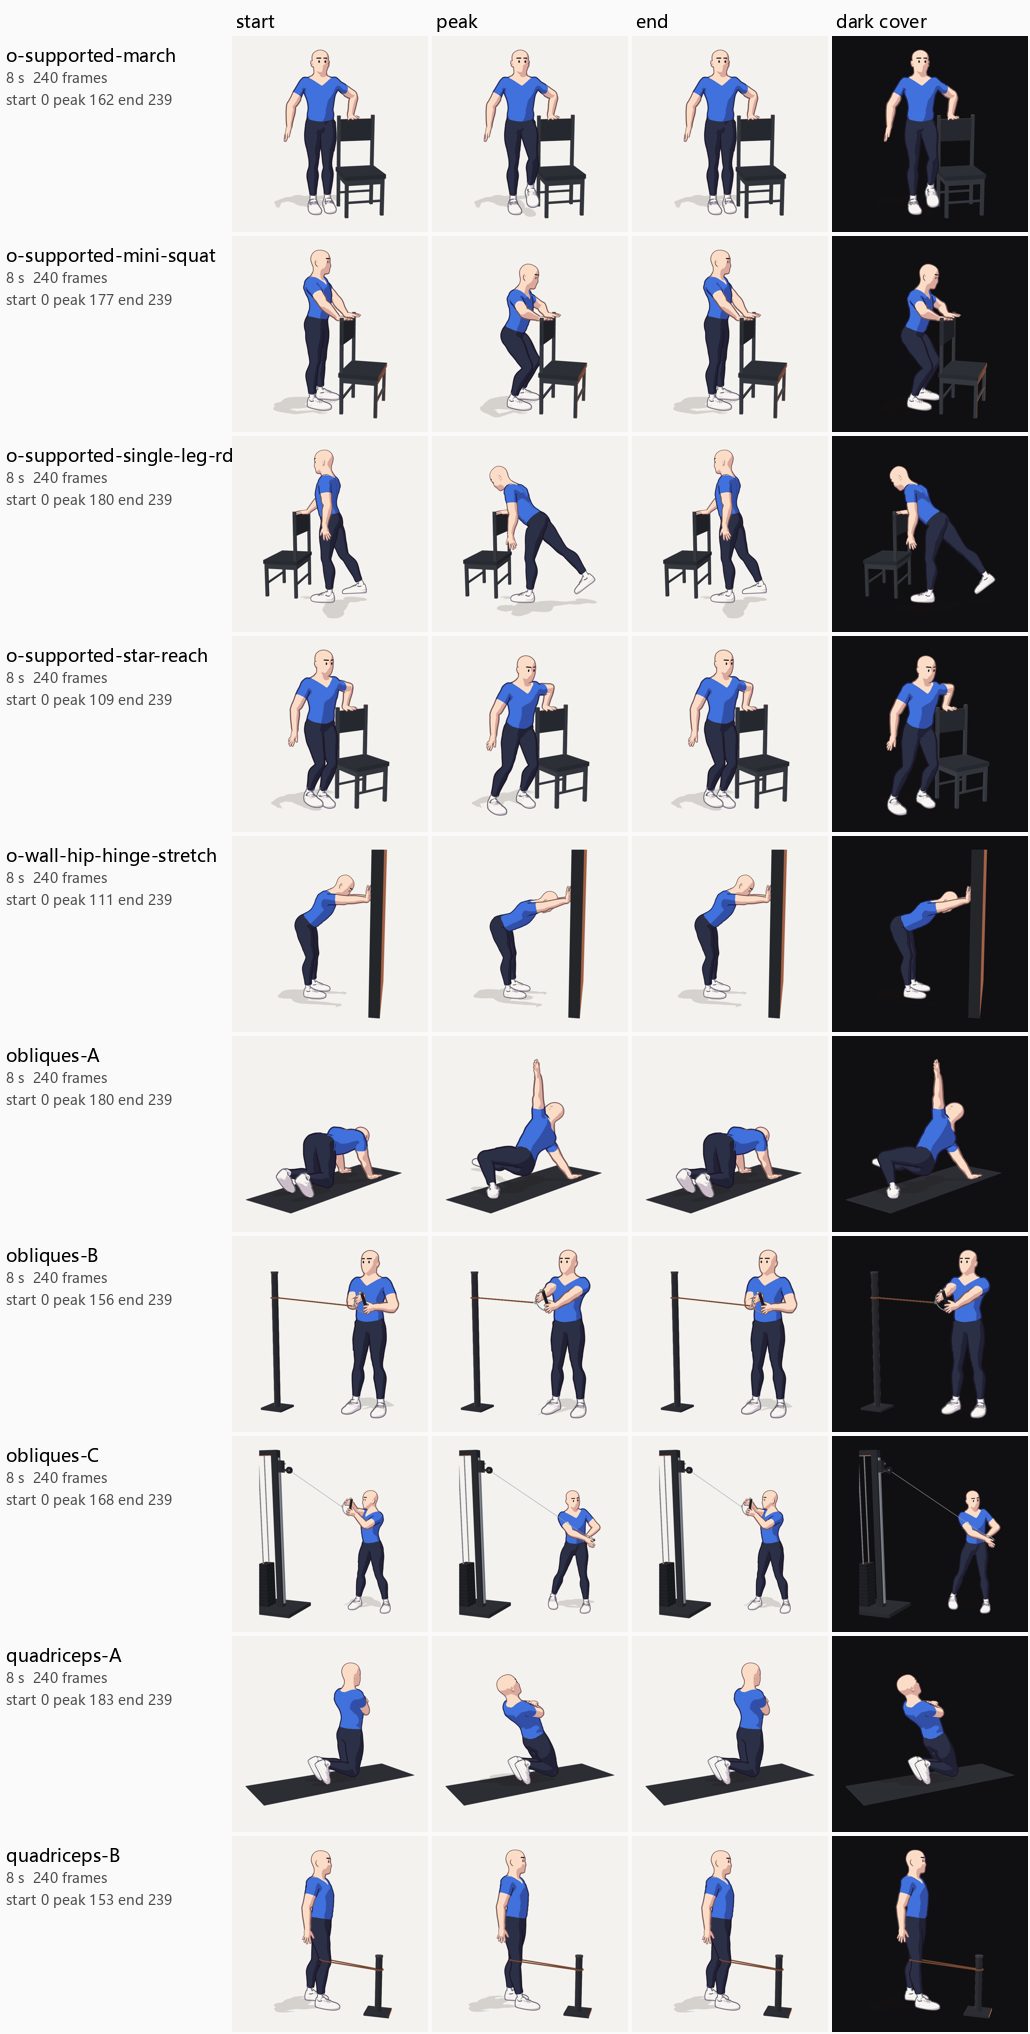 start peak end dark cover
o-supported-march
8 s 240 frames
start 0 peak 162 end 239
o-supported-mini-squat
8 s 240 frames
start 0 peak 177 end 239
o-supported-single-leg-rd
8 s 240 frames
start 0 peak 180 end 239
o-supported-star-reach
8 s 240 frames
start 0 peak 109 end 239
o-wall-hip-hinge-stretch
8 s 240 frames
start 0 peak 111 end 239
obliques-A
8 s 240 frames
start 0 peak 180 end 239
obliques-B
8 s 240 frames
start 0 peak 156 end 239
obliques-C
8 s 240 frames
start 0 peak 168 end 239
quadriceps-A
8 s 240 frames
start 0 peak 183 end 239
quadriceps-B
8 s 240 frames
start 0 peak 153 end 239